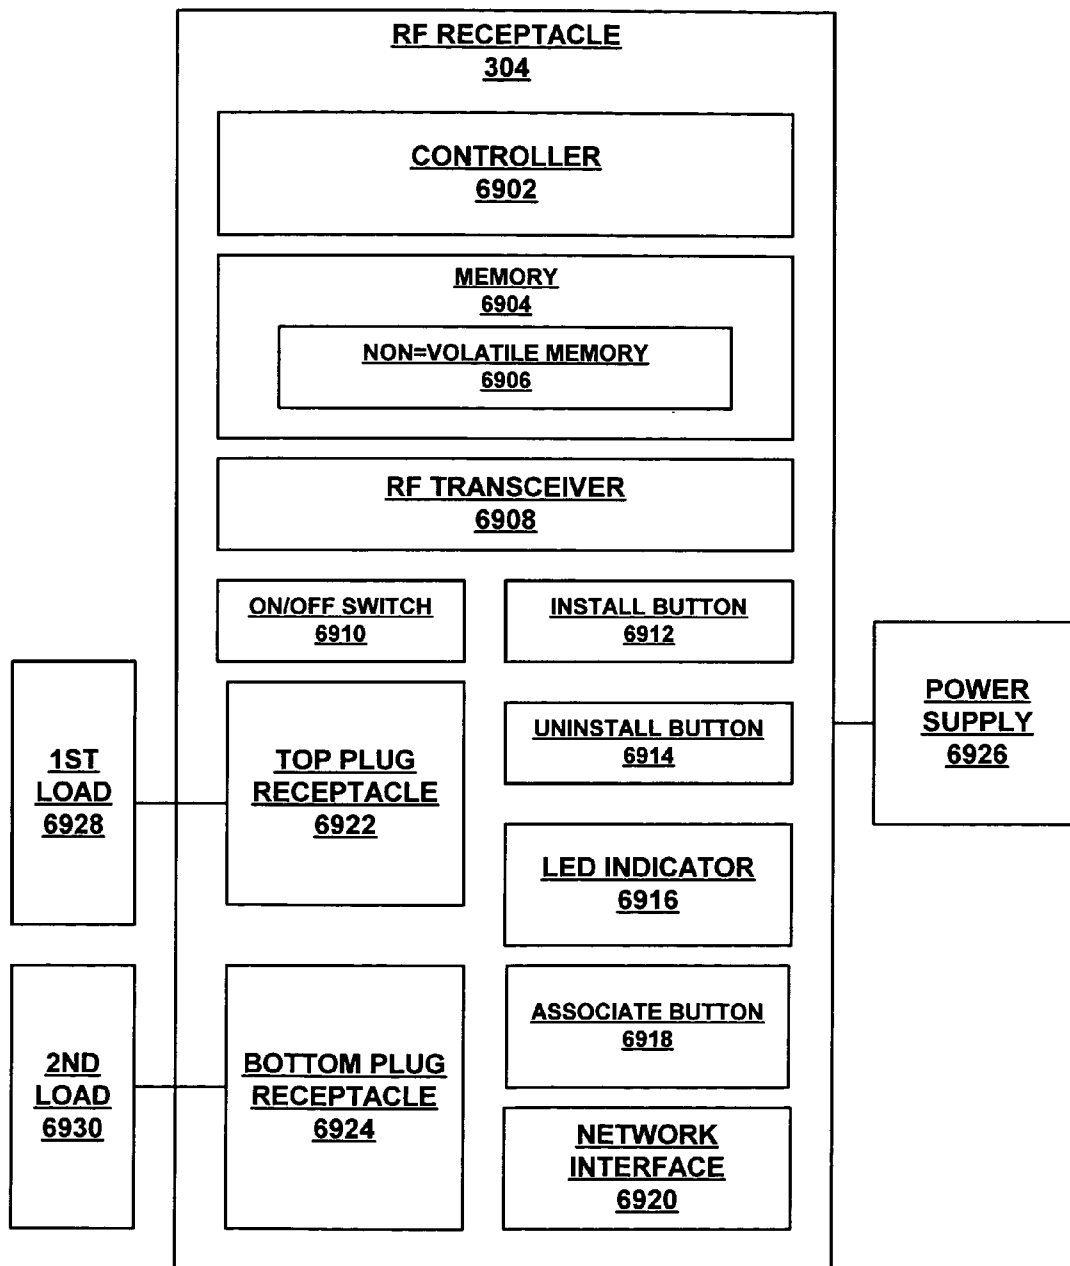 RF RECEPTACLE
304
CONTROLLER
6902
MEMORY
6904
NON=VOLATILE MEMORY
6906
RF TRANSCEIVER
6908
ON/OFF SWITCH
6910
INSTALL BUTTON
6912
1ST
LOAD
6928
TOP PLUG
RECEPTACLE
6922
UNINSTALL BUTTON
6914
POWER
SUPPLY
6926
LED INDICATOR
6916
2ND
LOAD
6930
BOTTOM PLUG
RECEPTACLE
6924
ASSOCIATE BUTTON
6918
NETWORK
INTERFACE
6920